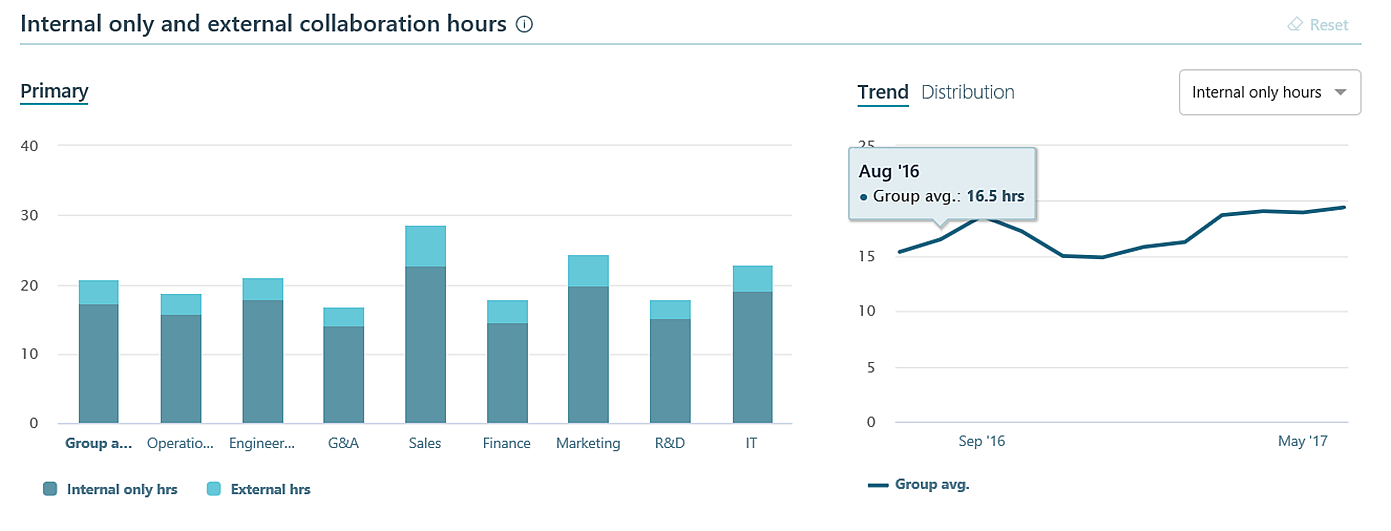 Internal only and external collaboration hours
Reset
Primary
40
30
20
10
0
Group a...
Operatio...
Engineer...
G&A
Sales
Finance
Marketing
R&D
IT
Internal only hrs
External hrs
Trend
Distribution
Internal only hours
25
Aug '16
Group avg.: 16.5 hrs
15
10
5
0
Sep '16
May '17
Group avg.